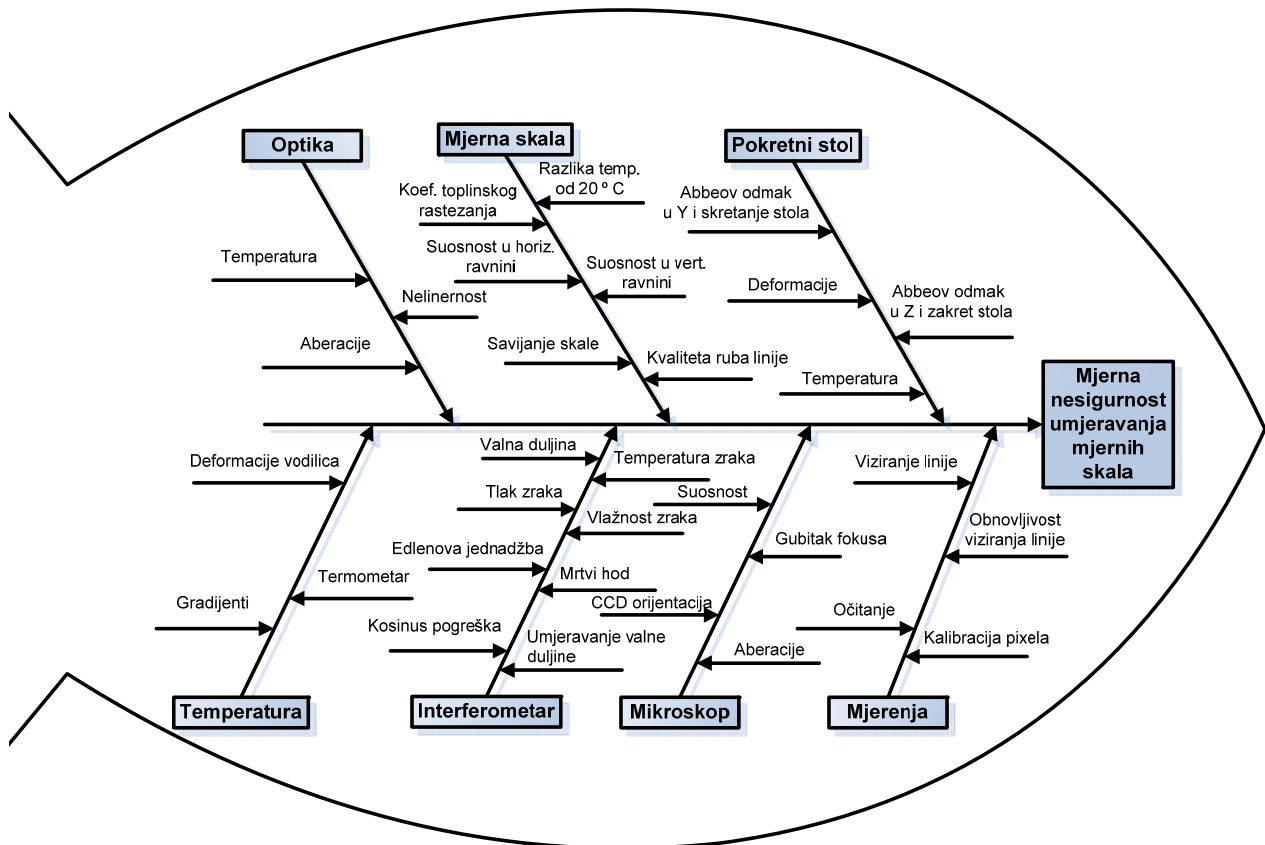 Optika
Mjerna skala
Pokretni stol
Razlika temp.
od 20 º C
Koef. toplinskog
rastezanja
Abbeov odmak
u Y i skretanje stola
Temperatura
Suosnost u horiz.
ravnini
Suosnost u vert.
ravnini
Deformacije
Nelinernost
Abbeov odmak
u Z i zakret stola
Aberacije
Savijanje skale
Kvaliteta ruba linije
Temperatura
Mjerna
nesigurnost
umjeravanja
mjernih
skala
Deformacije vodilica
Valna duljina
Temperatura zraka
Viziranje linije
Tlak zraka
Suosnost
Vlažnost zraka
Obnovljivost
viziranja linije
Gubitak fokusa
Edlenova jednadžba
Mrtvi hod
Termometar
Gradijenti
CCD orijentacija
Očitanje
Kosinus pogreška
Umjeravanje valne
duljine
Aberacije
Kalibracija pixela
Temperatura
Interferometar
Mikroskop
Mjerenja